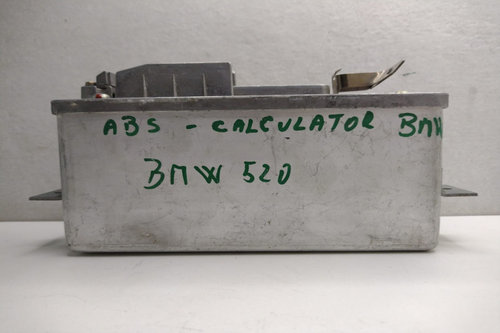 ABS - CALCULATOR BMW
BMW 520